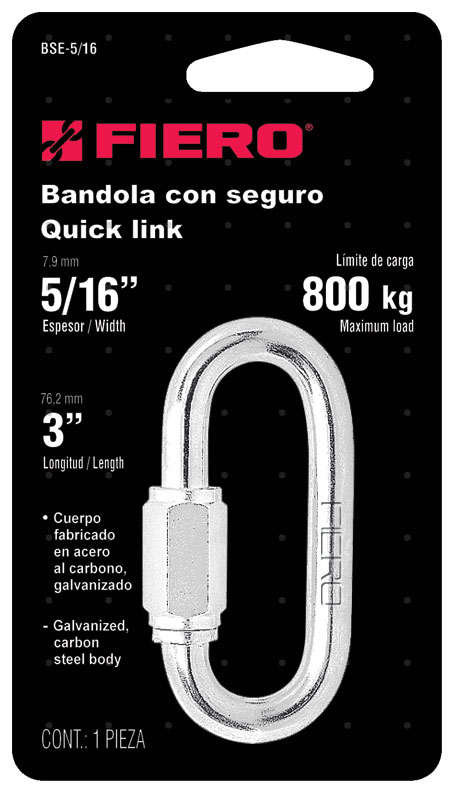 BSE-5/16
FIERO®
Bandola con seguro
Quick link
7,9 mm
5/16”
Espesor / Width
Límite de carga
800 kg
Maximum load
76,2 mm
3”
Longitud / Length
• Cuerpo
fabricado
en acero
al carbono,
galvanizado
- Galvanized,
carbon
steel body
FIERO
CONT.: 1 PIEZA